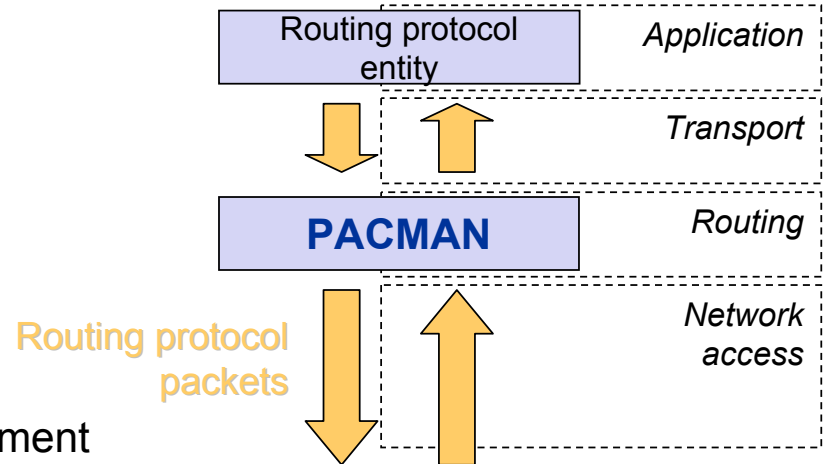 Routing protocol
entity
Application
Transport
PACMAN
Routing
Network
access
Routing protocol
packets